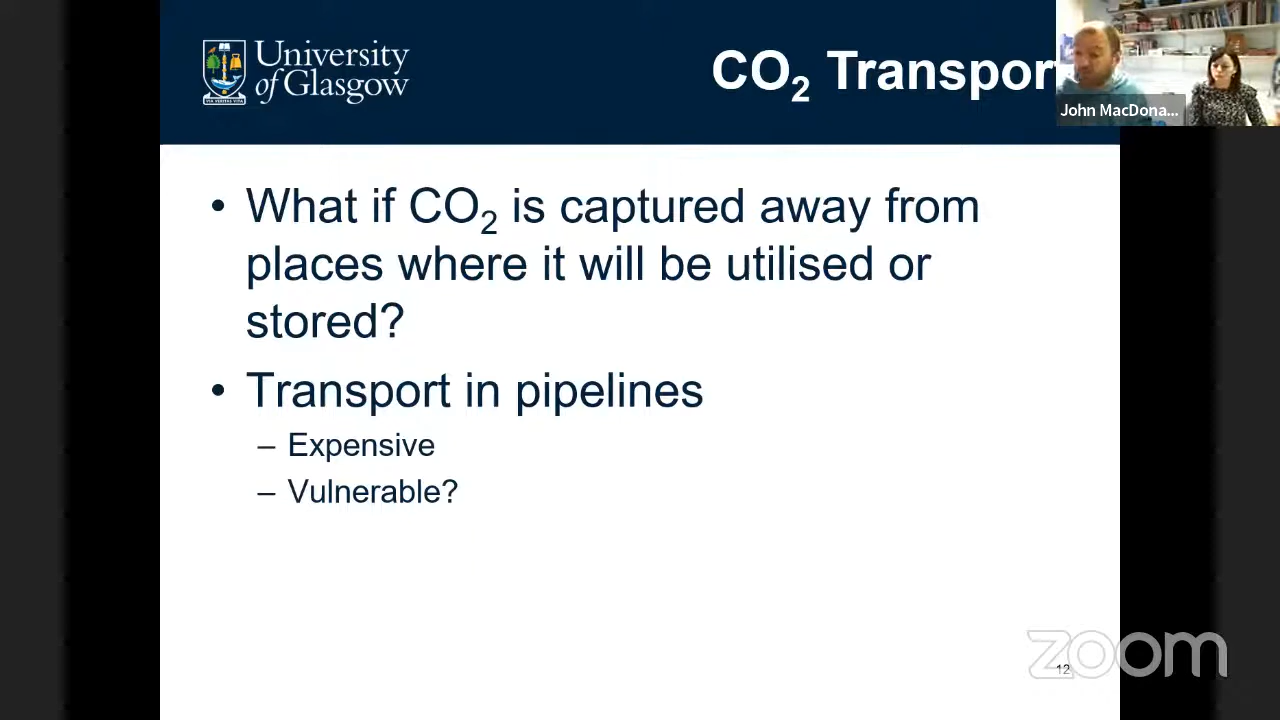 University
of Glasgow
CO2 Transpor
John MacDona...
• What if CO2 is captured away from
places where it will be utilised or
stored?
• Transport in pipelines
– Expensive
– Vulnerable?
zoom
12